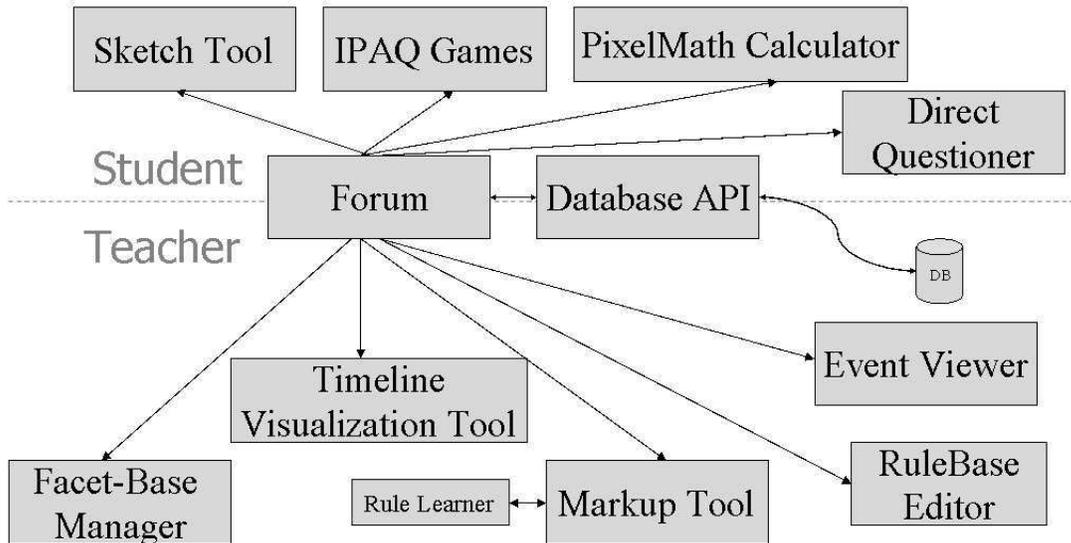 Sketch Tool
IPAQ Games
PixelMath Calculator
Direct
Questioner
Student
Forum
Database API
Teacher
DB
Event Viewer
Timeline
Visualization Tool
Facet-Base
Manager
Rule Learner
Markup Tool
RuleBase
Editor